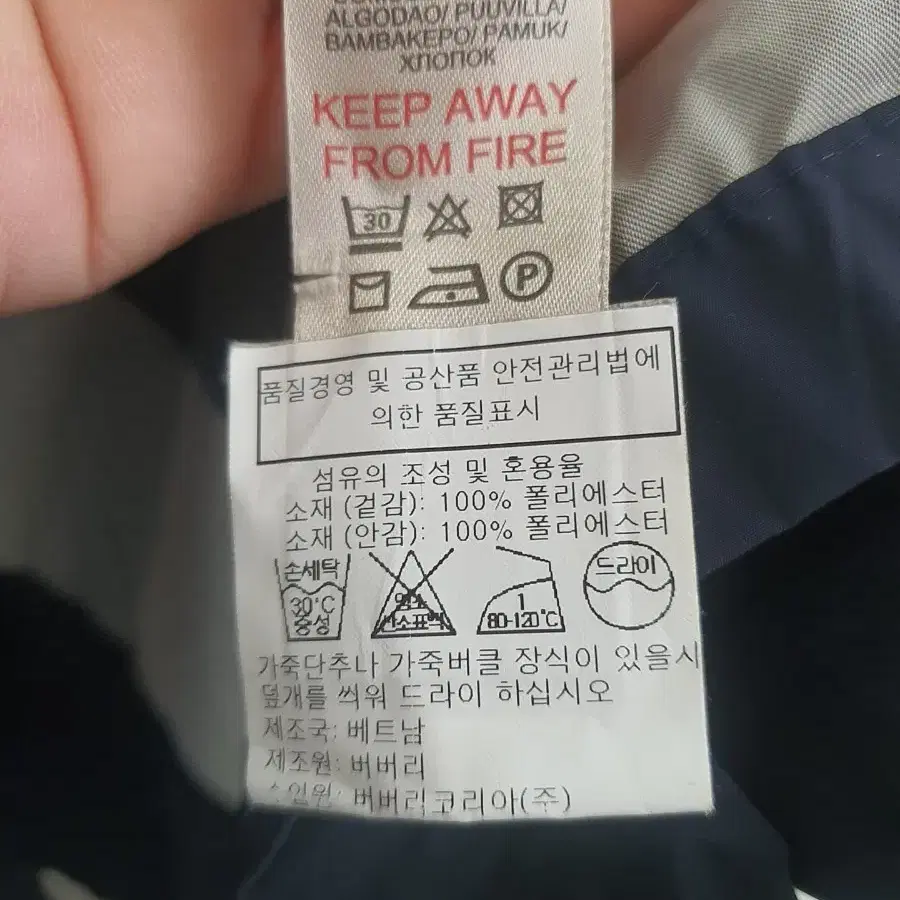 ALGODAO/ PUUVILLA/
BAMBAKEPO/ PAMUK/
ХЛОПОК
KEEP AWAY
FROM FIRE
30
P
품질경영 및 공산품 안전관리법에
의한 품질표시
섬유의 조성 및 혼용율
소재 (겉감): 100% 폴리에스터
소재 (안감): 100% 폴리에스터
손세탁
30°C
중성
산소표백
1
80-120°C
드라이
가죽단추나 가죽버클 장식이 있을시
덮개를 씌워 드라이 하십시오
제조국: 베트남
제조원: 버버리
버버리코리아(주)